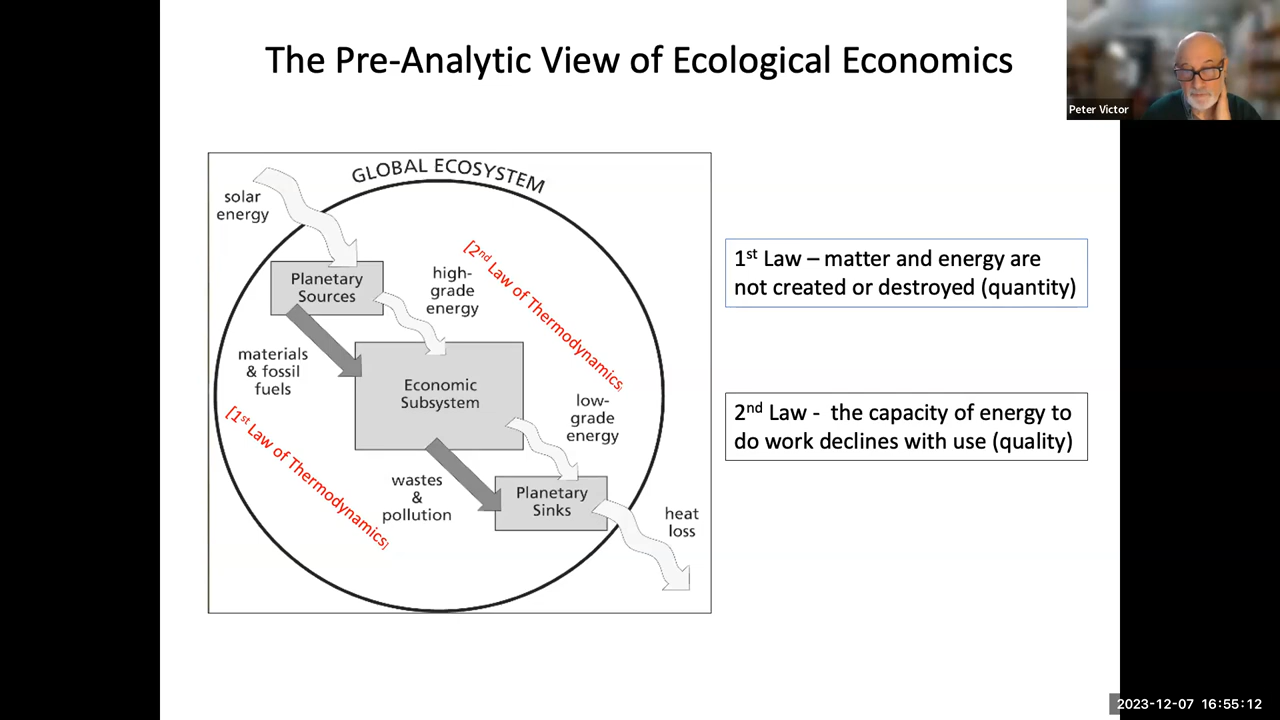 The Pre-Analytic View of Ecological Economics
Peter Victor
GLOBAL ECOSYSTEM
solar
energy
Planetary
Sources
high-
grade
energy
[2nd Law of Thermodynamics]
materials
& fossil
fuels
Economic
Subsystem
low-
grade
energy
[1st Law of Thermodynamics]
wastes
&
pollution
Planetary
Sinks
heat
loss
1st Law – matter and energy are
not created or destroyed (quantity)
2nd Law - the capacity of energy to
do work declines with use (quality)
2023-12-07 16:55:12